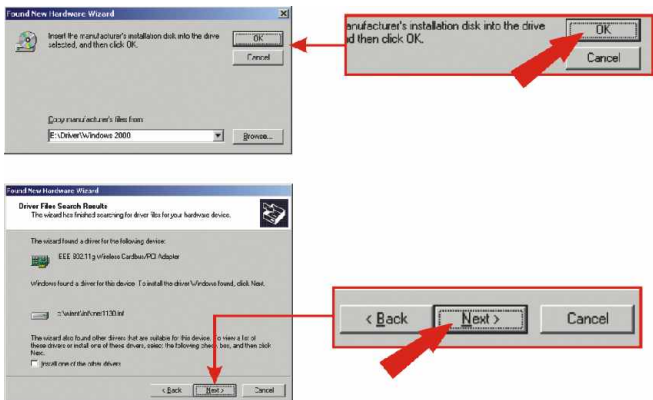 Found New Hardware Wizard
Insert the manufacturer's installation disk into the drive
selected, and then click OK.
OK
Cancel
Copy manufacturer's files from:
E:\Driver\Windows 2000
Browse...
anufacturer's installation disk into the drive
d then click OK.
OK
Cancel
Found New Hardware Wizard
Driver Files Search Results
The wizard has finished searching for driver files for your hardware device.
The wizard found a driver for the following device:
IEEE 802.11g Wireless Cardbus/PCI Adapter
Windows found a driver for this device. To install the driver Windows found, click Next.
The wizard also found other drivers that are suitable for this device. To view a list of
these drivers or install one of these drivers, select the following check box, and then click
Next.
Install one of the other drivers
< Back
Next >
Cancel
< Back
Next >
Cancel